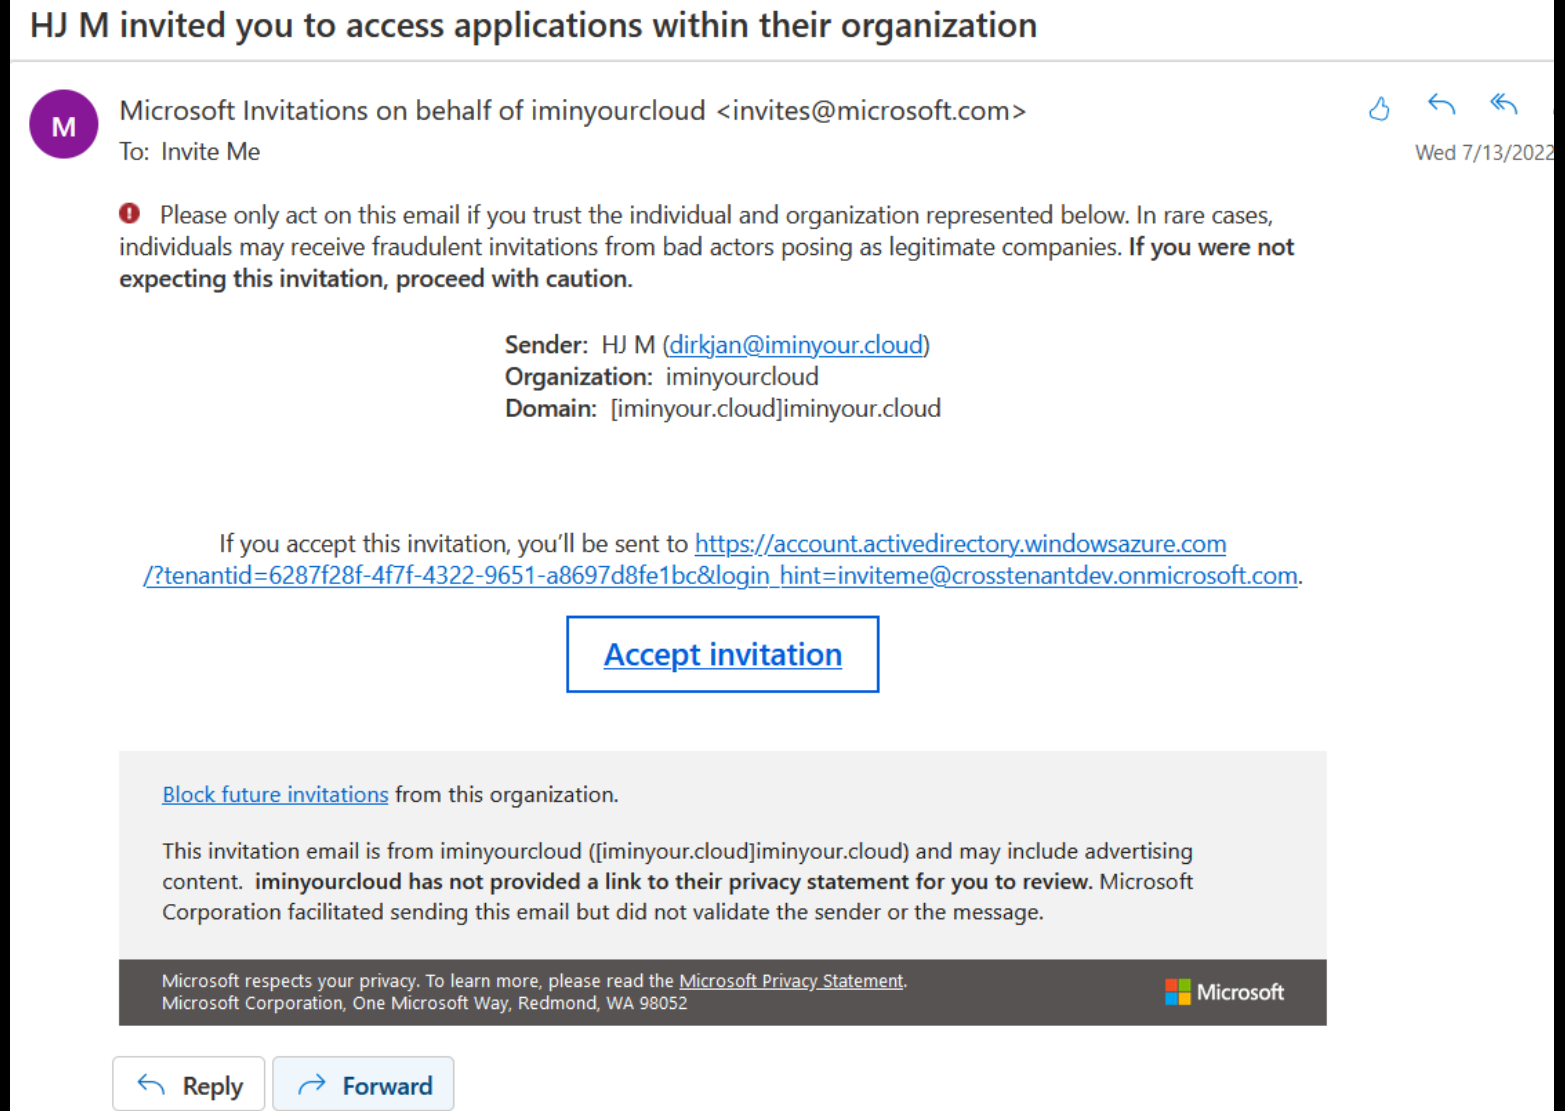 HJ M invited you to access applications within their organization
M
Microsoft Invitations on behalf of iminyourcloud <invites@microsoft.com>
To: Invite Me
Wed 7/13/2022
Please only act on this email if you trust the individual and organization represented below. In rare cases,
individuals may receive fraudulent invitations from bad actors posing as legitimate companies. If you were not
expecting this invitation, proceed with caution.
Sender: HJ M (dirkjan@iminyour.cloud)
Organization: iminyourcloud
Domain: [iminyour.cloud]iminyour.cloud
If you accept this invitation, you'll be sent to https://account.activedirectory.windowsazure.com
/?tenantid=6287f28f-4f7f-4322-9651-a8697d8fe1bc&login_hint=inviteme@crosstenantdev.onmicrosoft.com.
Accept invitation
Block future invitations from this organization.
This invitation email is from iminyourcloud ([iminyour.cloud]iminyour.cloud) and may include advertising
content. iminyourcloud has not provided a link to their privacy statement for you to review. Microsoft
Corporation facilitated sending this email but did not validate the sender or the message.
Microsoft respects your privacy. To learn more, please read the Microsoft Privacy Statement.
Microsoft Corporation, One Microsoft Way, Redmond, WA 98052
Microsoft
Reply
Forward